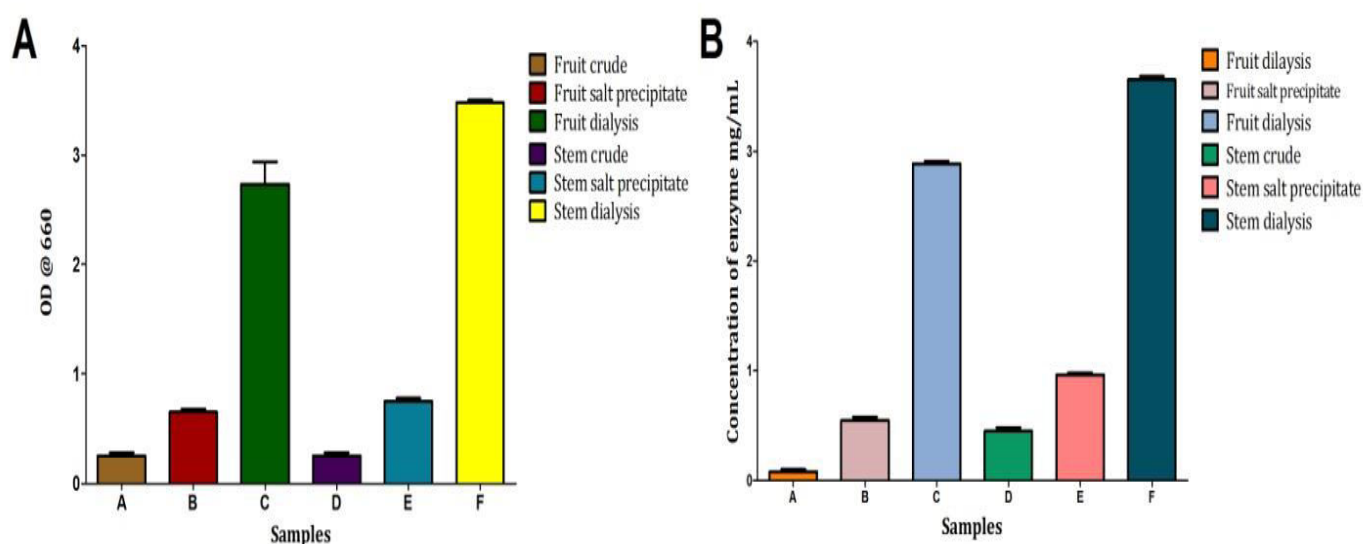 A
OD @ 660
4
3
2
1
0
A B C D E F
Samples
Fruit crude
Fruit salt precipitate
Fruit dialysis
Stem crude
Stem salt precipitate
Stem dialysis
B
Concentration of enzyme mg/mL
4
3
2
1
0
A B C D E F
Samples
Fruit dilaysis
Fruit salt precipitate
Fruit dialysis
Stem crude
Stem salt precipitate
Stem dialysis